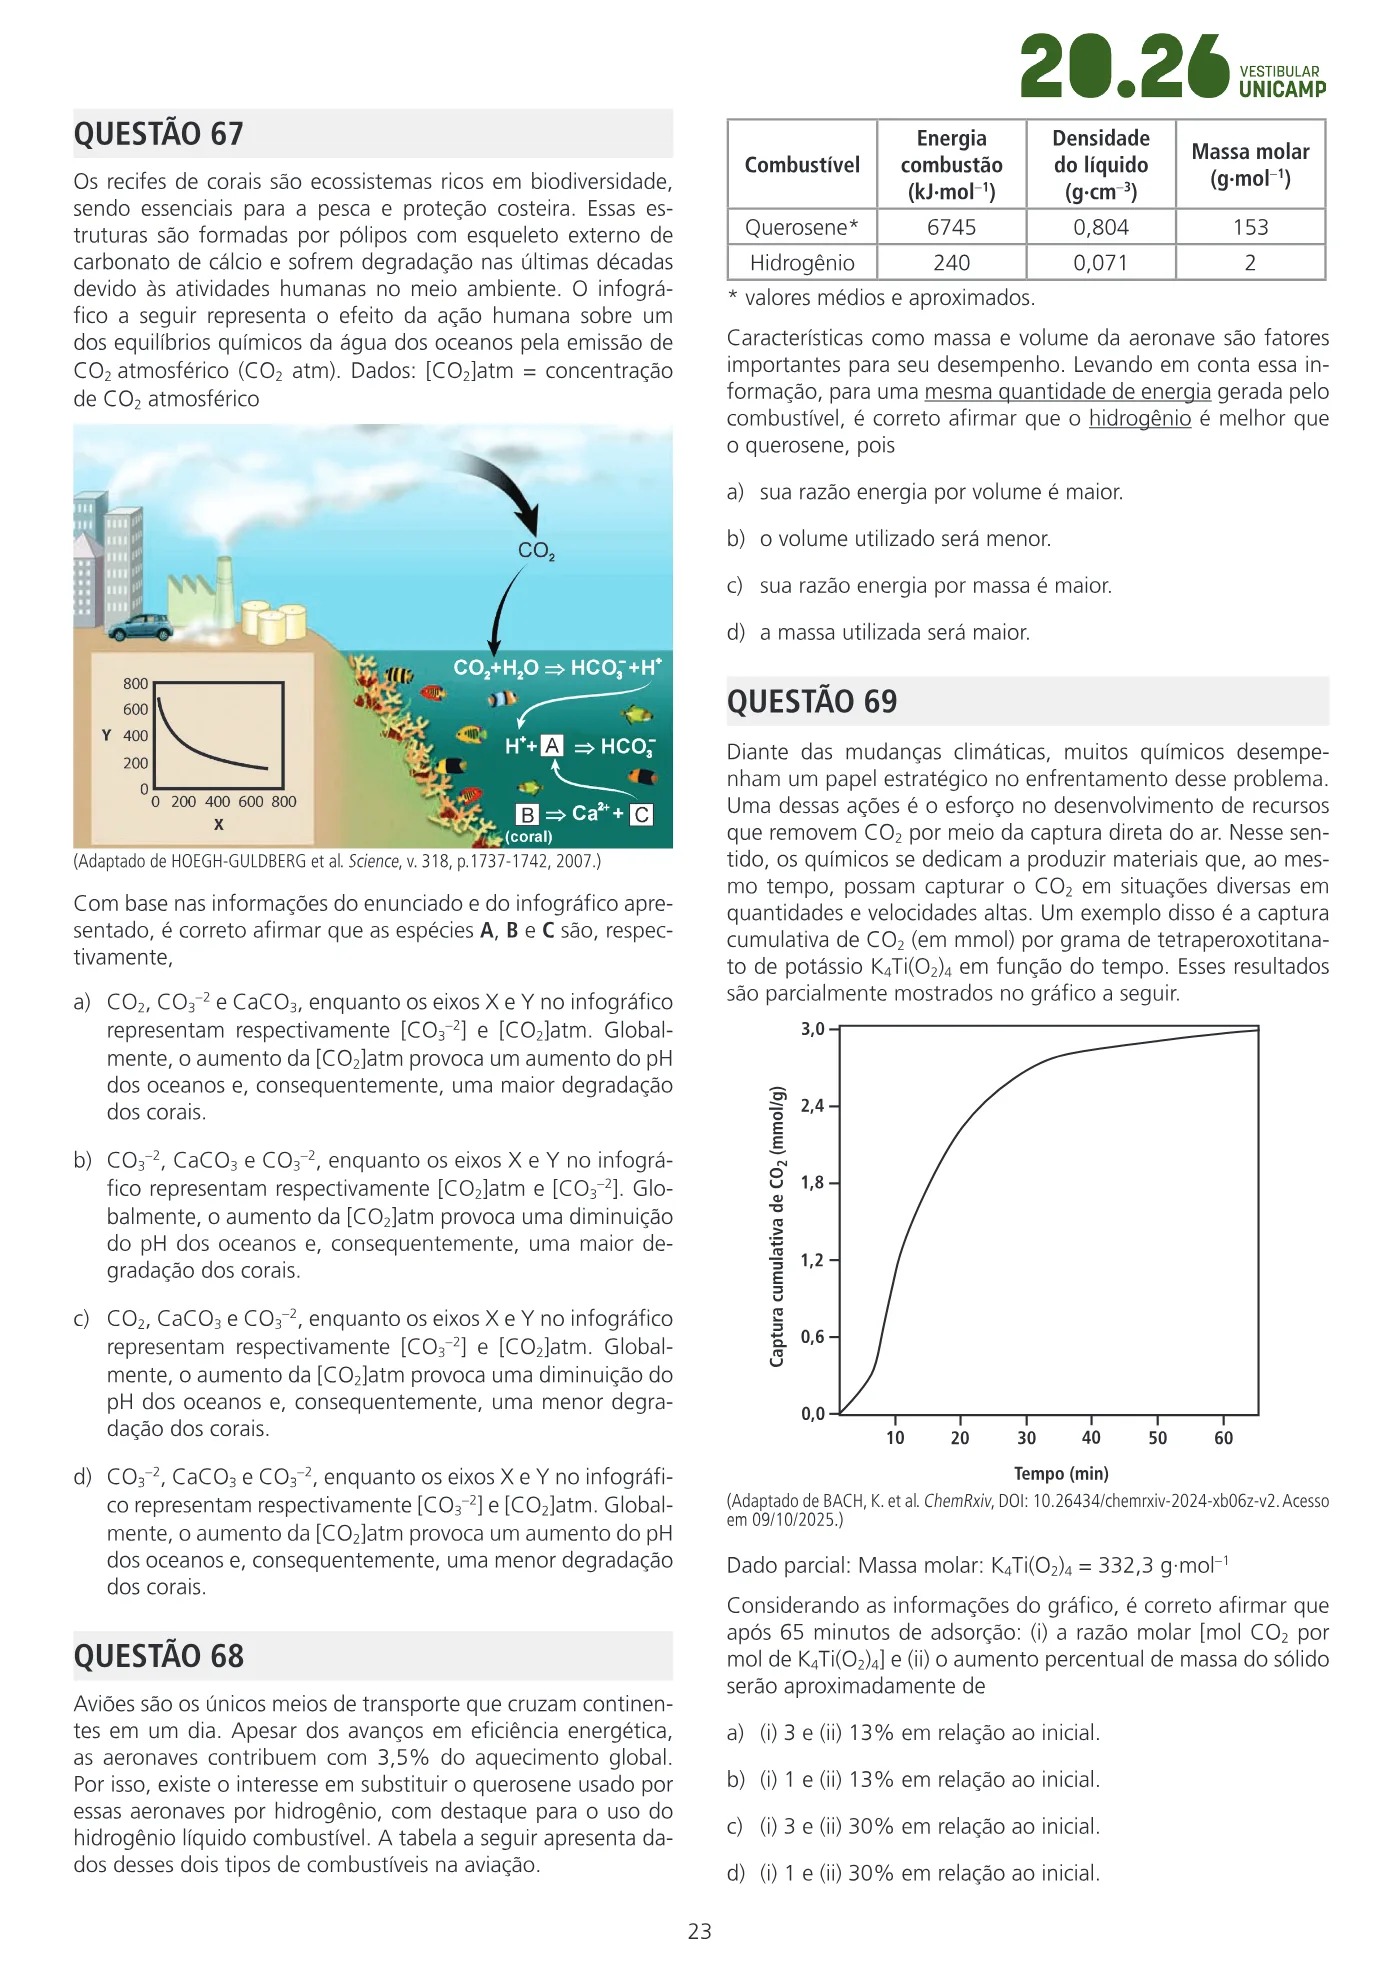 20.26 VESTIBULAR
UNICAMP
QUESTÃO 67
Os recifes de corais são ecossistemas ricos em biodiversidade,
sendo essenciais para a pesca e proteção costeira. Essas es-
truturas são formadas por pólipos com esqueleto externo de
carbonato de cálcio e sofrem degradação nas últimas décadas
devido às atividades humanas no meio ambiente. O infográ-
fico a seguir representa o efeito da ação humana sobre um
dos equilíbrios químicos da água dos oceanos pela emissão de
CO₂ atmosférico (CO₂ atm). Dados: [CO₂]atm = concentração
de CO₂ atmosférico
CO₂
CO₂+H₂O ⇒ HCO₃⁻+H⁺
H⁺+ A ⇒ HCO₃⁻
B ⇒ Ca²⁺ + C
(coral)
800
600
Y 400
200
0
0 200 400 600 800
X
(Adaptado de HOEGH-GULDBERG et al. Science, v. 318, p.1737-1742, 2007.)
Com base nas informações do enunciado e do infográfico apre-
sentado, é correto afirmar que as espécies A, B e C são, respec-
tivamente,
a) CO₂, CO₃⁻² e CaCO₃, enquanto os eixos X e Y no infográfico
representam respectivamente [CO₃⁻²] e [CO₂]atm. Global-
mente, o aumento da [CO₂]atm provoca um aumento do pH
dos oceanos e, consequentemente, uma maior degradação
dos corais.
b) CO₃⁻², CaCO₃ e CO₃⁻², enquanto os eixos X e Y no infográ-
fico representam respectivamente [CO₂]atm e [CO₃⁻²]. Glo-
balmente, o aumento da [CO₂]atm provoca uma diminuição
do pH dos oceanos e, consequentemente, uma maior de-
gradação dos corais.
c) CO₂, CaCO₃ e CO₃⁻², enquanto os eixos X e Y no infográfico
representam respectivamente [CO₃⁻²] e [CO₂]atm. Global-
mente, o aumento da [CO₂]atm provoca uma diminuição do
pH dos oceanos e, consequentemente, uma menor degra-
dação dos corais.
d) CO₃⁻², CaCO₃ e CO₃⁻², enquanto os eixos X e Y no infográfi-
co representam respectivamente [CO₃⁻²] e [CO₂]atm. Global-
mente, o aumento da [CO₂]atm provoca um aumento do pH
dos oceanos e, consequentemente, uma menor degradação
dos corais.
QUESTÃO 68
Aviões são os únicos meios de transporte que cruzam continen-
tes em um dia. Apesar dos avanços em eficiência energética,
as aeronaves contribuem com 3,5% do aquecimento global.
Por isso, existe o interesse em substituir o querosene usado por
essas aeronaves por hidrogênio, com destaque para o uso do
hidrogênio líquido combustível. A tabela a seguir apresenta da-
dos desses dois tipos de combustíveis na aviação.
Combustível Energia combustão (kJ·mol⁻¹) Densidade do líquido (g·cm⁻³) Massa molar (g·mol⁻¹)
Querosene* 6745 0,804 153
Hidrogênio 240 0,071 2
* valores médios e aproximados.
Características como massa e volume da aeronave são fatores
importantes para seu desempenho. Levando em conta essa in-
formação, para uma mesma quantidade de energia gerada pelo
combustível, é correto afirmar que o hidrogênio é melhor que
o querosene, pois
a) sua razão energia por volume é maior.
b) o volume utilizado será menor.
c) sua razão energia por massa é maior.
d) a massa utilizada será maior.
QUESTÃO 69
Diante das mudanças climáticas, muitos químicos desempe-
nham um papel estratégico no enfrentamento desse problema.
Uma dessas ações é o esforço no desenvolvimento de recursos
que removem CO₂ por meio da captura direta do ar. Nesse sen-
tido, os químicos se dedicam a produzir materiais que, ao mes-
mo tempo, possam capturar o CO₂ em situações diversas em
quantidades e velocidades altas. Um exemplo disso é a captura
cumulativa de CO₂ (em mmol) por grama de tetraperoxotitana-
to de potássio K₄Ti(O₂)₄ em função do tempo. Esses resultados
são parcialmente mostrados no gráfico a seguir.
Captura cumulativa de CO₂ (mmol/g)
3,0
2,4
1,8
1,2
0,6
0,0
10 20 30 40 50 60
Tempo (min)
(Adaptado de BACH, K. et al. ChemRxiv, DOI: 10.26434/chemrxiv-2024-xb06z-v2. Acesso
em 09/10/2025.)
Dado parcial: Massa molar: K₄Ti(O₂)₄ = 332,3 g·mol⁻¹
Considerando as informações do gráfico, é correto afirmar que
após 65 minutos de adsorção: (i) a razão molar [mol CO₂ por
mol de K₄Ti(O₂)₄] e (ii) o aumento percentual de massa do sólido
serão aproximadamente de
a) (i) 3 e (ii) 13% em relação ao inicial.
b) (i) 1 e (ii) 13% em relação ao inicial.
c) (i) 3 e (ii) 30% em relação ao inicial.
d) (i) 1 e (ii) 30% em relação ao inicial.
23